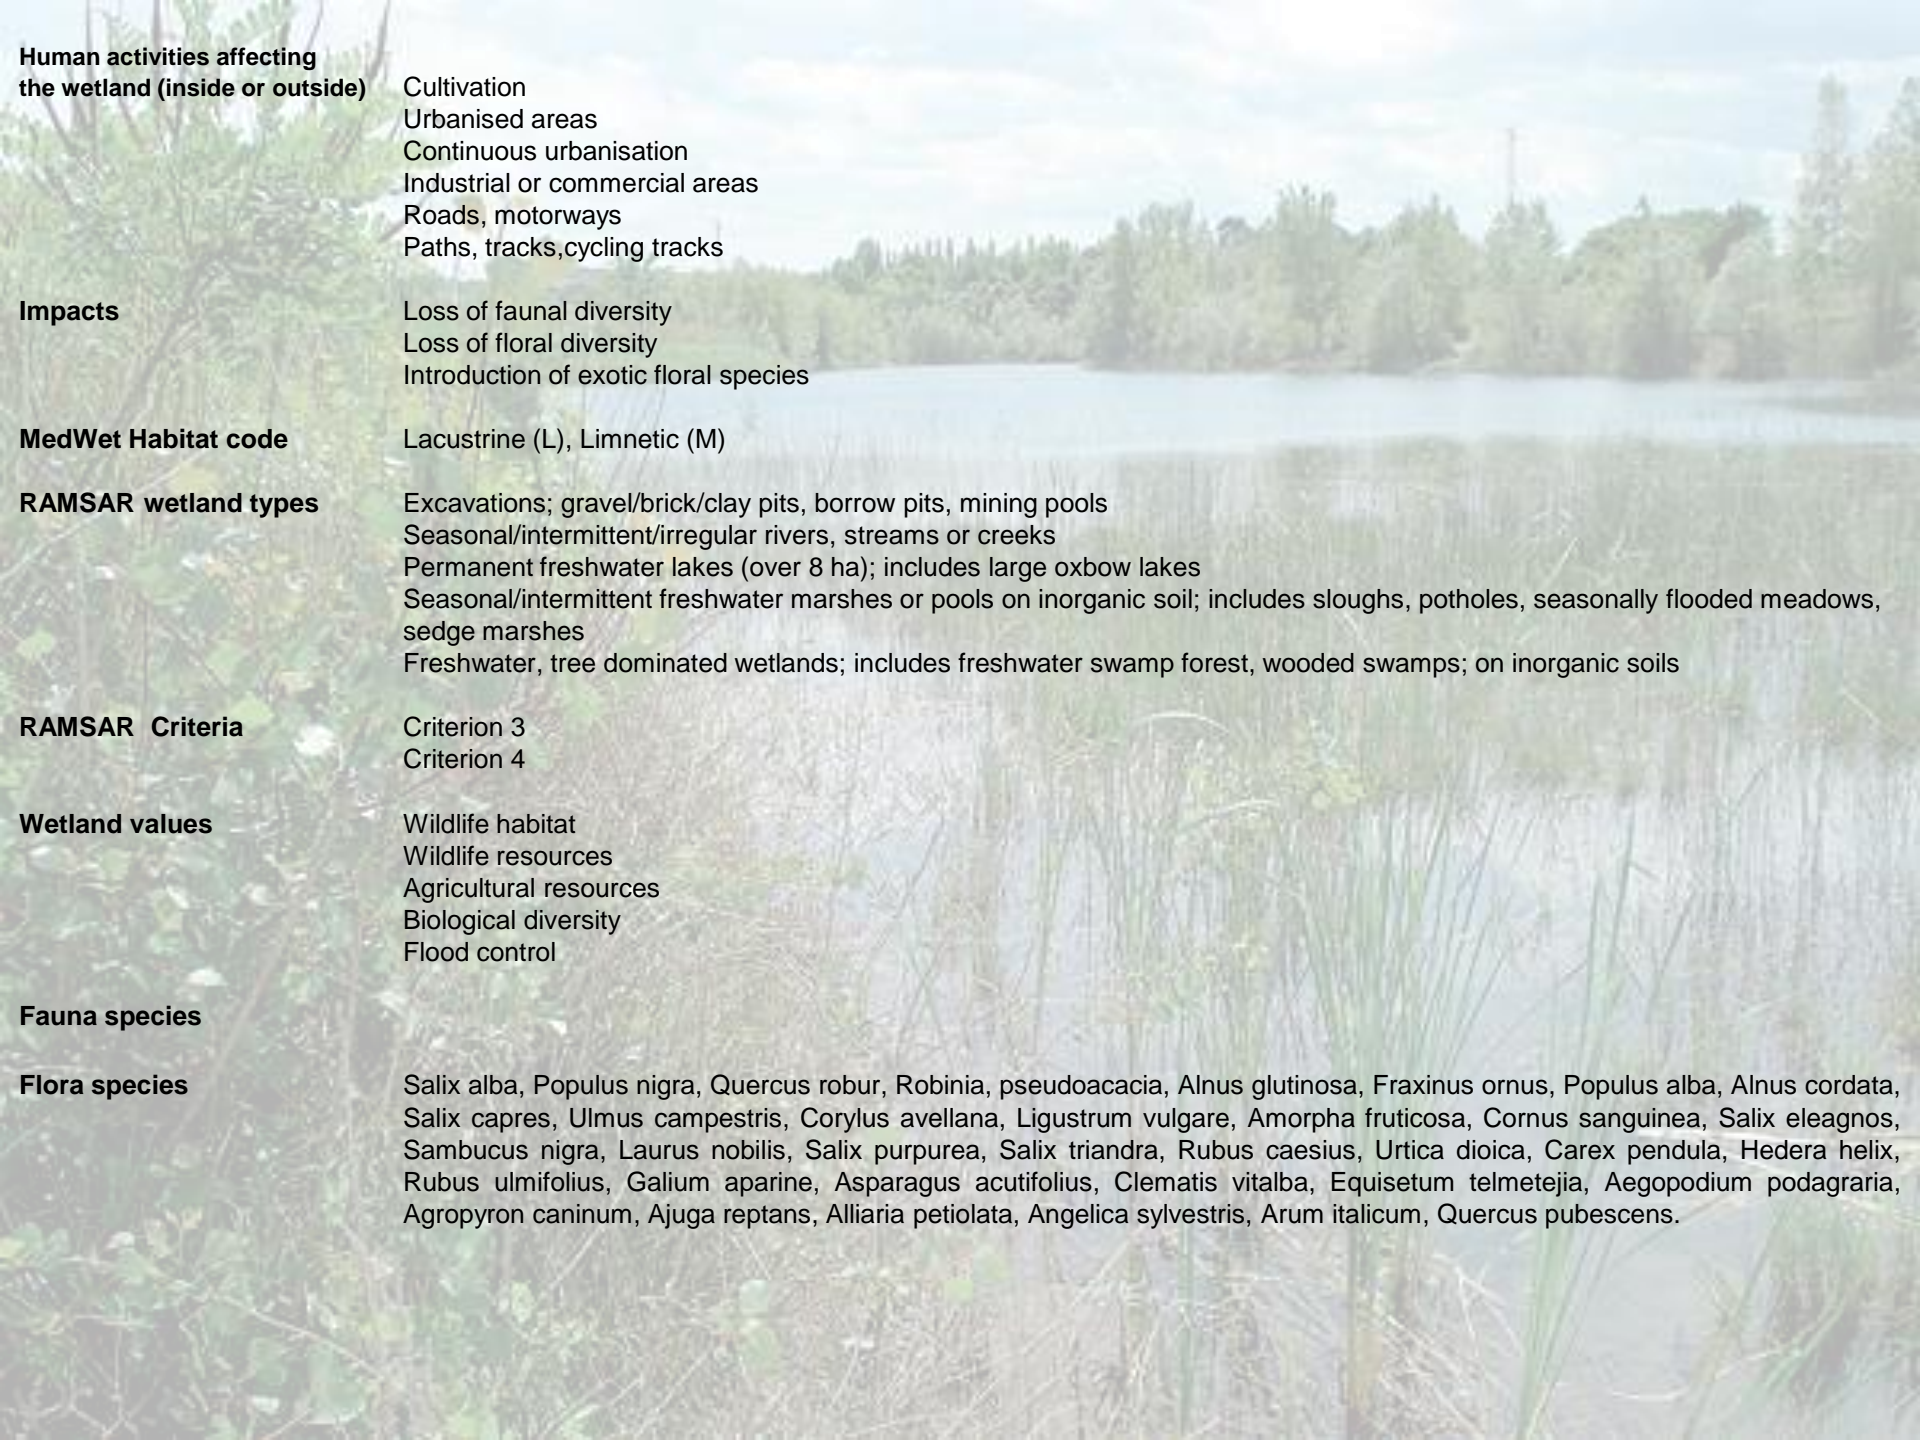 Human activities affecting
the wetland (inside or outside) Cultivation
Urbanised areas
Continuous urbanisation
Industrial or commercial areas
Roads, motorways
Paths, tracks,cycling tracks
Impacts Loss of faunal diversity
Loss of floral diversity
Introduction of exotic floral species
MedWet Habitat code Lacustrine (L), Limnetic (M)
RAMSAR wetland types Excavations; gravel/brick/clay pits, borrow pits, mining pools
Seasonal/intermittent/irregular rivers, streams or creeks
Permanent freshwater lakes (over 8 ha); includes large oxbow lakes
Seasonal/intermittent freshwater marshes or pools on inorganic soil; includes sloughs, potholes, seasonally flooded meadows,
sedge marshes
Freshwater, tree dominated wetlands; includes freshwater swamp forest, wooded swamps; on inorganic soils
RAMSAR Criteria Criterion 3
Criterion 4
Wetland values Wildlife habitat
Wildlife resources
Agricultural resources
Biological diversity
Flood control
Fauna species
Flora species Salix alba, Populus nigra, Quercus robur, Robinia, pseudoacacia, Alnus glutinosa, Fraxinus ornus, Populus alba, Alnus cordata,
Salix capres, Ulmus campestris, Corylus avellana, Ligustrum vulgare, Amorpha fruticosa, Cornus sanguinea, Salix eleagnos,
Sambucus nigra, Laurus nobilis, Salix purpurea, Salix triandra, Rubus caesius, Urtica dioica, Carex pendula, Hedera helix,
Rubus ulmifolius, Galium aparine, Asparagus acutifolius, Clematis vitalba, Equisetum telmetejia, Aegopodium podagraria,
Agropyron caninum, Ajuga reptans, Alliaria petiolata, Angelica sylvestris, Arum italicum, Quercus pubescens.